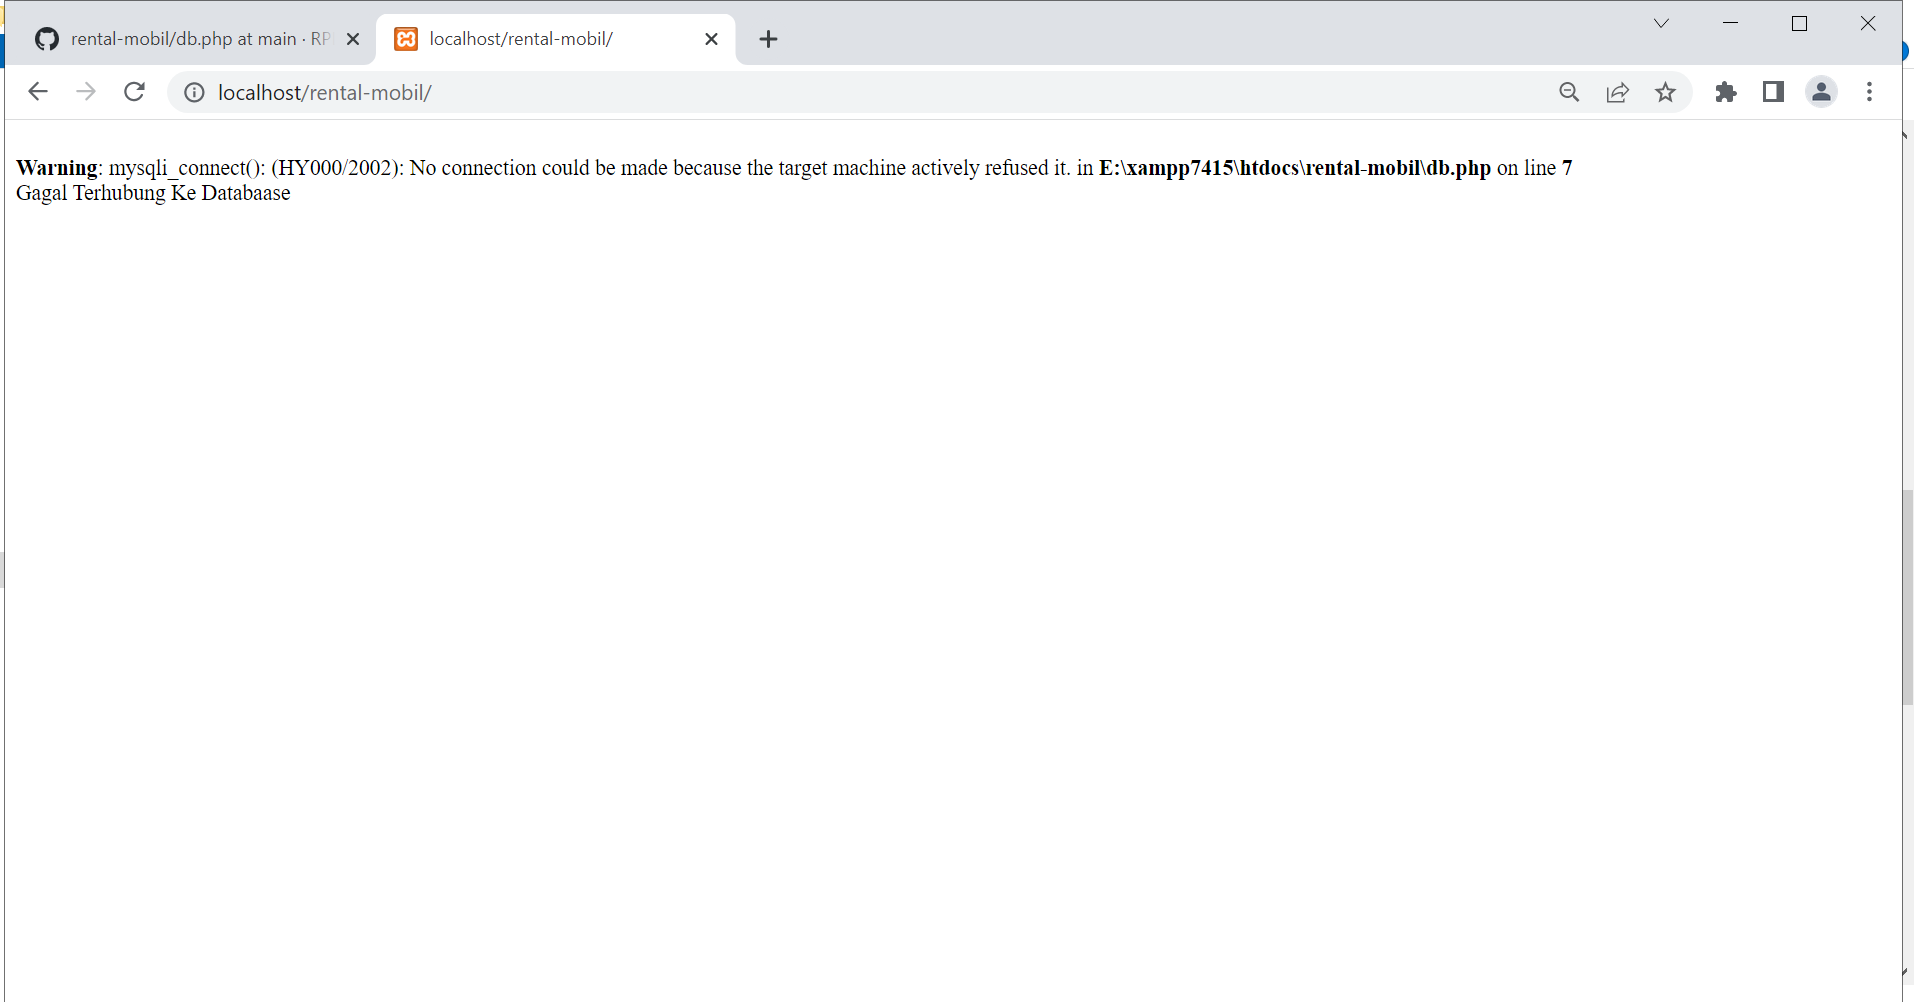 rental-mobil/db.php at main · RP
localhost/rental-mobil/
localhost/rental-mobil/
Warning: mysqli_connect(): (HY000/2002): No connection could be made because the target machine actively refused it. in E:\xampp7415\htdocs\rental-mobil\db.php on line 7
Gagal Terhubung Ke Databaase